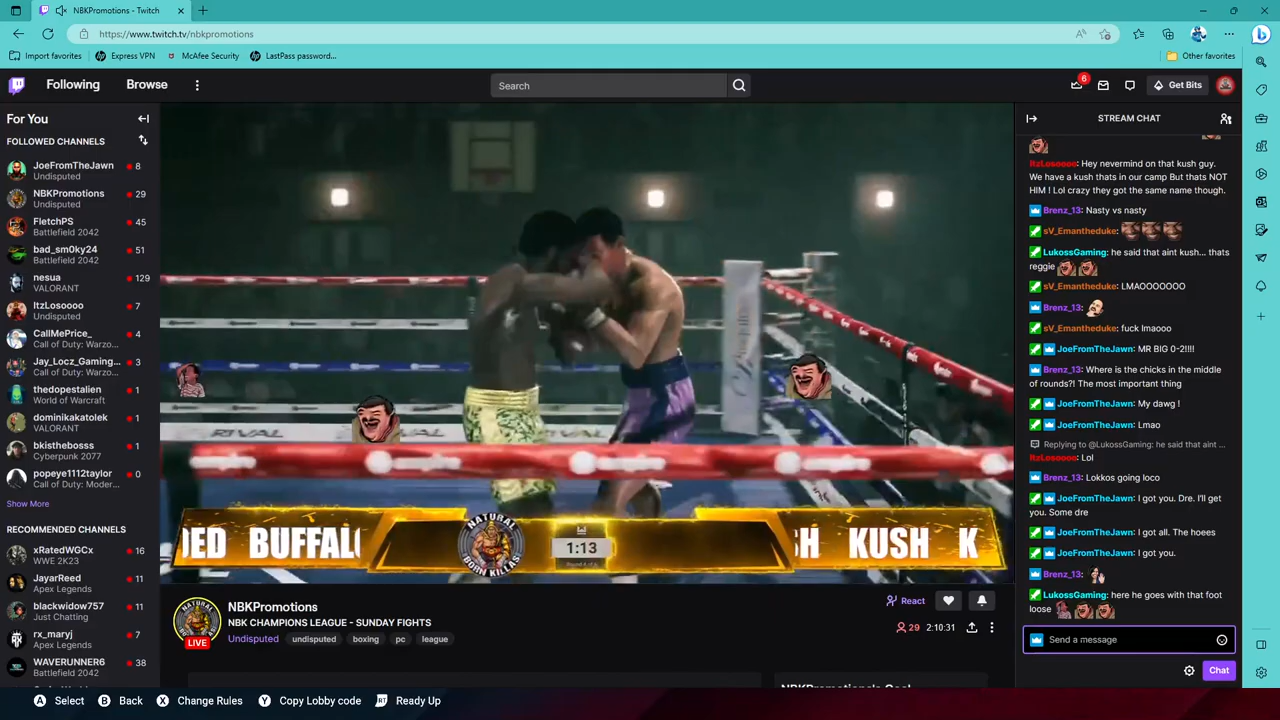 NBKPromotions - Twitch
https://www.twitch.tv/nbkpromotions
Import favorites
Express VPN
McAfee Security
LastPass password...
Other favorites
Following
Browse
Search
6
Get Bits
For You
FOLLOWED CHANNELS
JoeFromTheJawn 8
Undisputed
NBKPromotions 29
Undisputed
FletchPS 45
Battlefield 2042
bad_sm0ky24 51
Battlefield 2042
nesua 129
VALORANT
ItzLosoooo 7
Undisputed
CallMePrice_ 4
Call of Duty: Warzo...
Jay_Locz_Gaming... 3
Call of Duty: Warzo...
thedopestalien 1
World of Warcraft
dominikakatolek 1
VALORANT
bkisthebosss 1
Cyberpunk 2077
popeye1112taylor 0
Call of Duty: Moder...
Show More
RECOMMENDED CHANNELS
xRatedWGCx 16
WWE 2K23
JayarReed 11
Apex Legends
blackwidow757 11
Just Chatting
rx_maryj 7
Apex Legends
WAVERUNNER6 38
RIVAL
NATURAL
BORN KILLAS
BUFFAL
1:13
KUSH K
NATURAL
LIVE
NBKPromotions
NBK CHAMPIONS LEAGUE - SUNDAY FIGHTS
Undisputed undisputed boxing pc league
React
29 2:10:31
STREAM CHAT
ItzLosoooo: Hey nevermind on that kush guy.
We have a kush thats in our camp But thats NOT
HIM ! Lol crazy they got the same name though.
Brenz_13: Nasty vs nasty
sV_Emantheduke:
LukossGaming: he said that aint kush... thats
reggie
sV_Emantheduke: LMAOOOOOOO
Brenz_13:
sV_Emantheduke: fuck lmaooo
JoeFromTheJawn: MR BIG 0-2!!!!
Brenz_13: Where is the chicks in the middle
of rounds?! The most important thing
JoeFromTheJawn: My dawg !
JoeFromTheJawn: Lmao
Replying to @LukossGaming: he said that aint ...
ItzLosoooo: Lol
Brenz_13: Lokkos going loco
JoeFromTheJawn: I got you. Dre. I'll get
you. Some dre
JoeFromTheJawn: I got all. The hoees
JoeFromTheJawn: I got you.
Brenz_13:
LukossGaming: here he goes with that foot
loose
Send a message
Chat
A Select B Back X Change Rules Y Copy Lobby code RT Ready Up